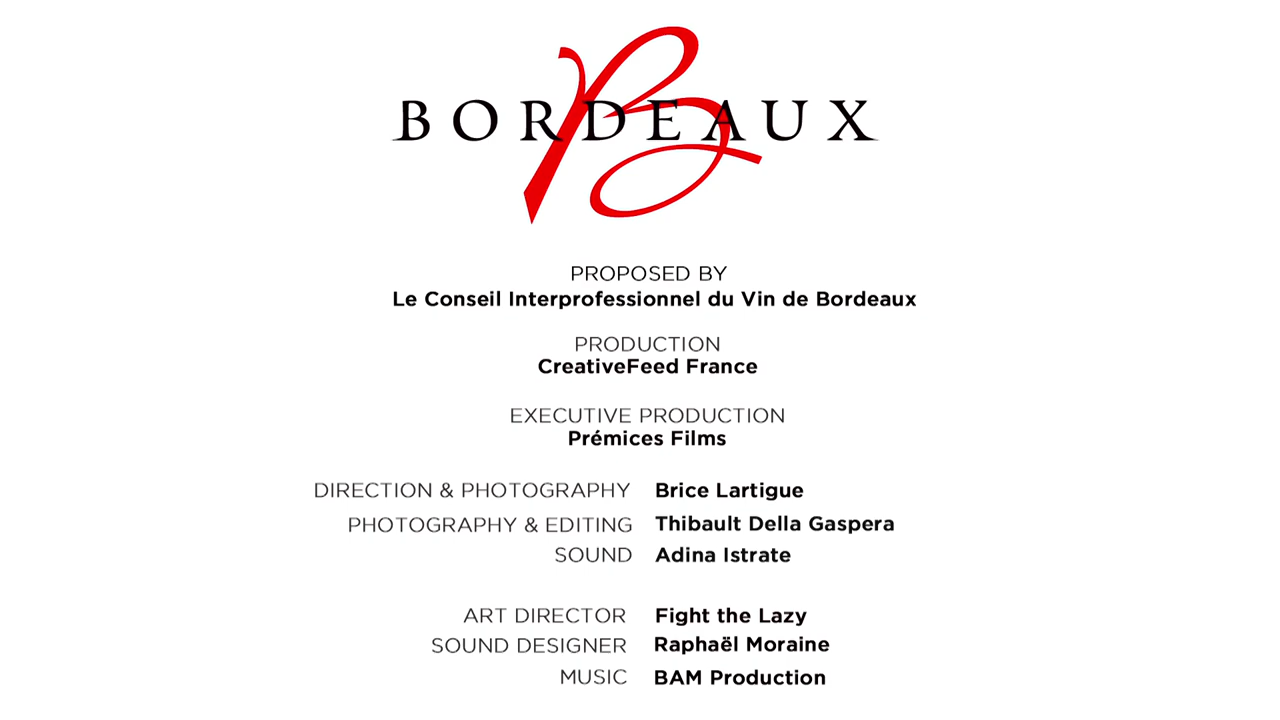 BORDEAUX
PROPOSED BY
Le Conseil Interprofessionnel du Vin de Bordeaux
PRODUCTION
CreativeFeed France
EXECUTIVE PRODUCTION
Prémices Films
DIRECTION & PHOTOGRAPHY Brice Lartigue
PHOTOGRAPHY & EDITING Thibault Della Gaspera
SOUND Adina Istrate
ART DIRECTOR Fight the Lazy
SOUND DESIGNER Raphaël Moraine
MUSIC BAM Production